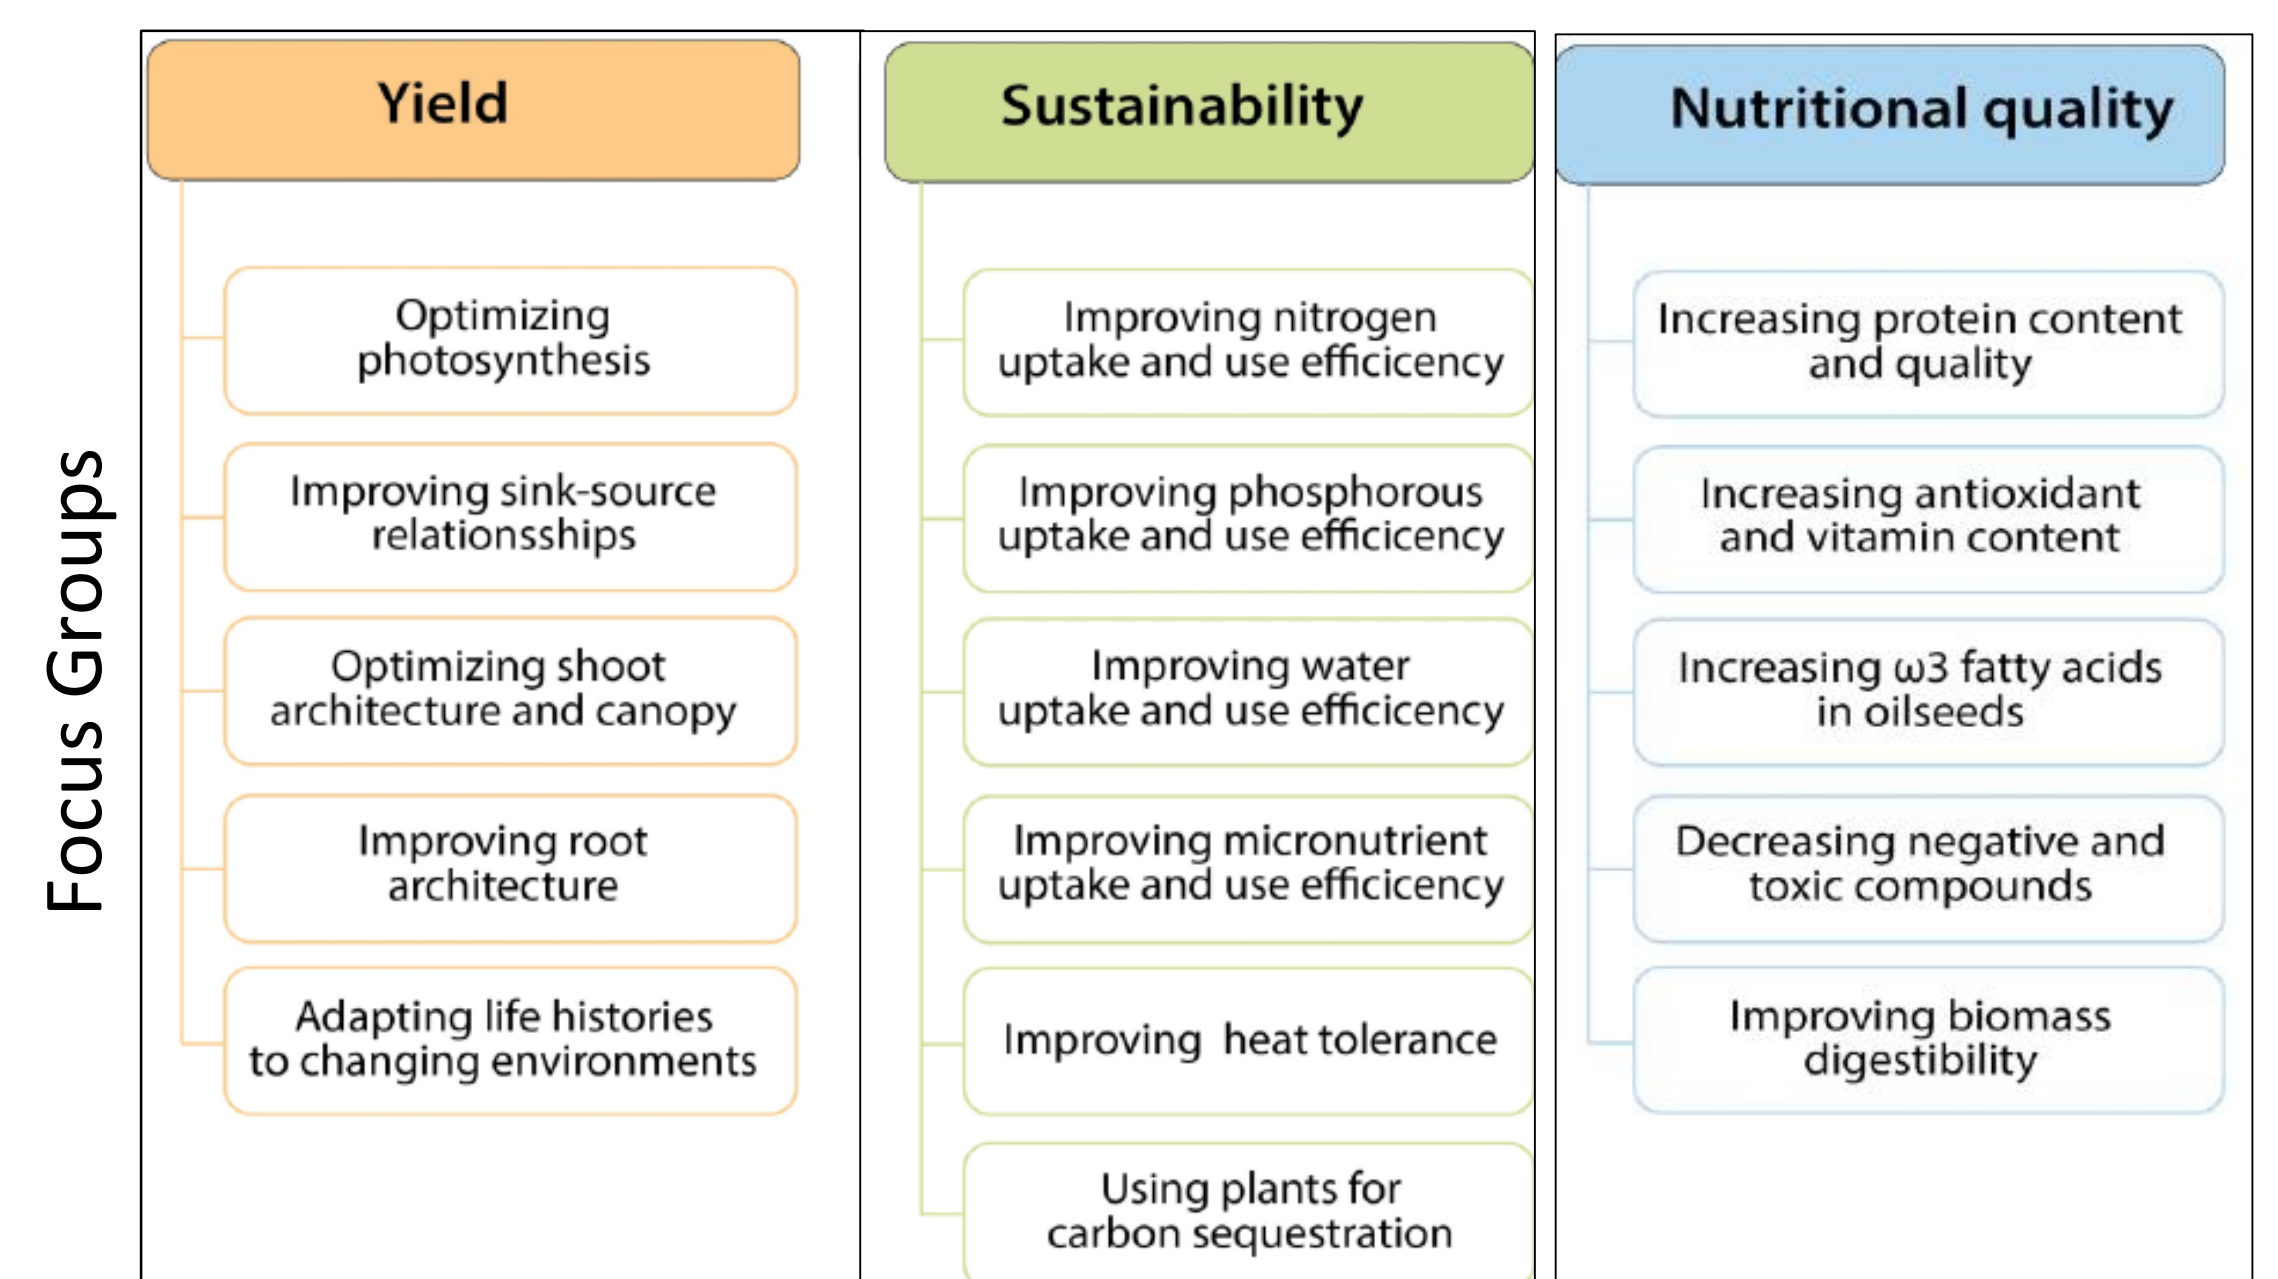 Focus Groups
Yield
Optimizing
photosynthesis
Improving sink-source
relationsships
Optimizing shoot
architecture and canopy
Improving root
architecture
Adapting life histories
to changing environments
Sustainability
Improving nitrogen
uptake and use efficicency
Improving phosphorous
uptake and use efficicency
Improving water
uptake and use efficicency
Improving micronutrient
uptake and use efficicency
Improving  heat tolerance
Using plants for
carbon sequestration
Nutritional quality
Increasing protein content
and quality
Increasing antioxidant
and vitamin content
Increasing ω3 fatty acids
in oilseeds
Decreasing negative and
toxic compounds
Improving biomass
digestibility